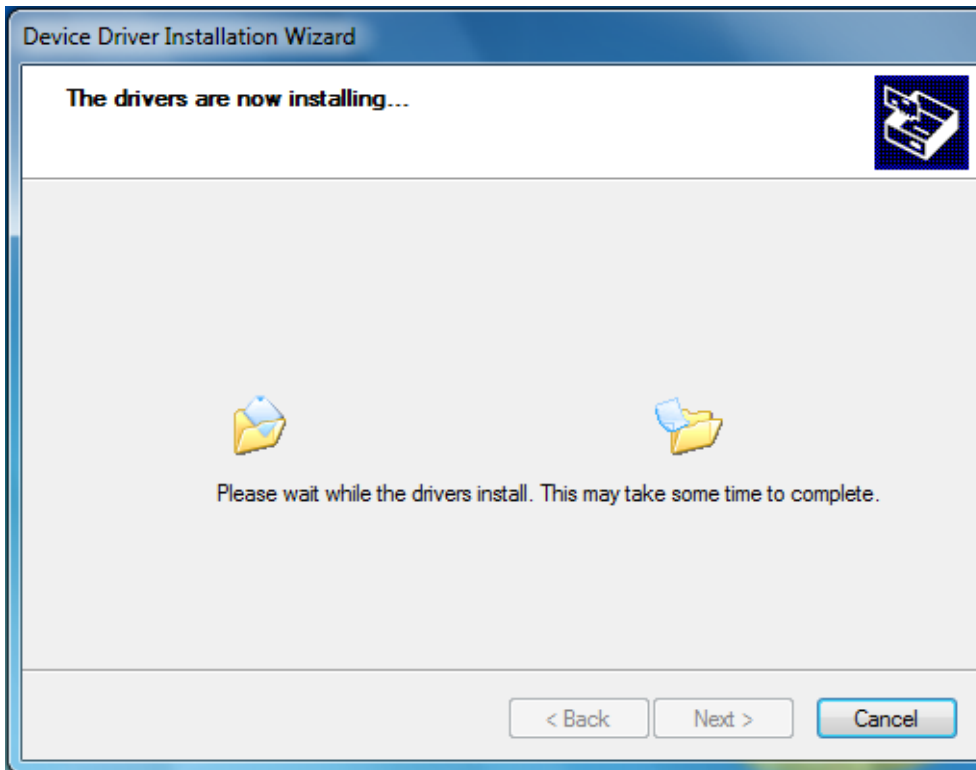 Device Driver Installation Wizard
The drivers are now installing...
Please wait while the drivers install. This may take some time to complete.
< Back
Next >
Cancel